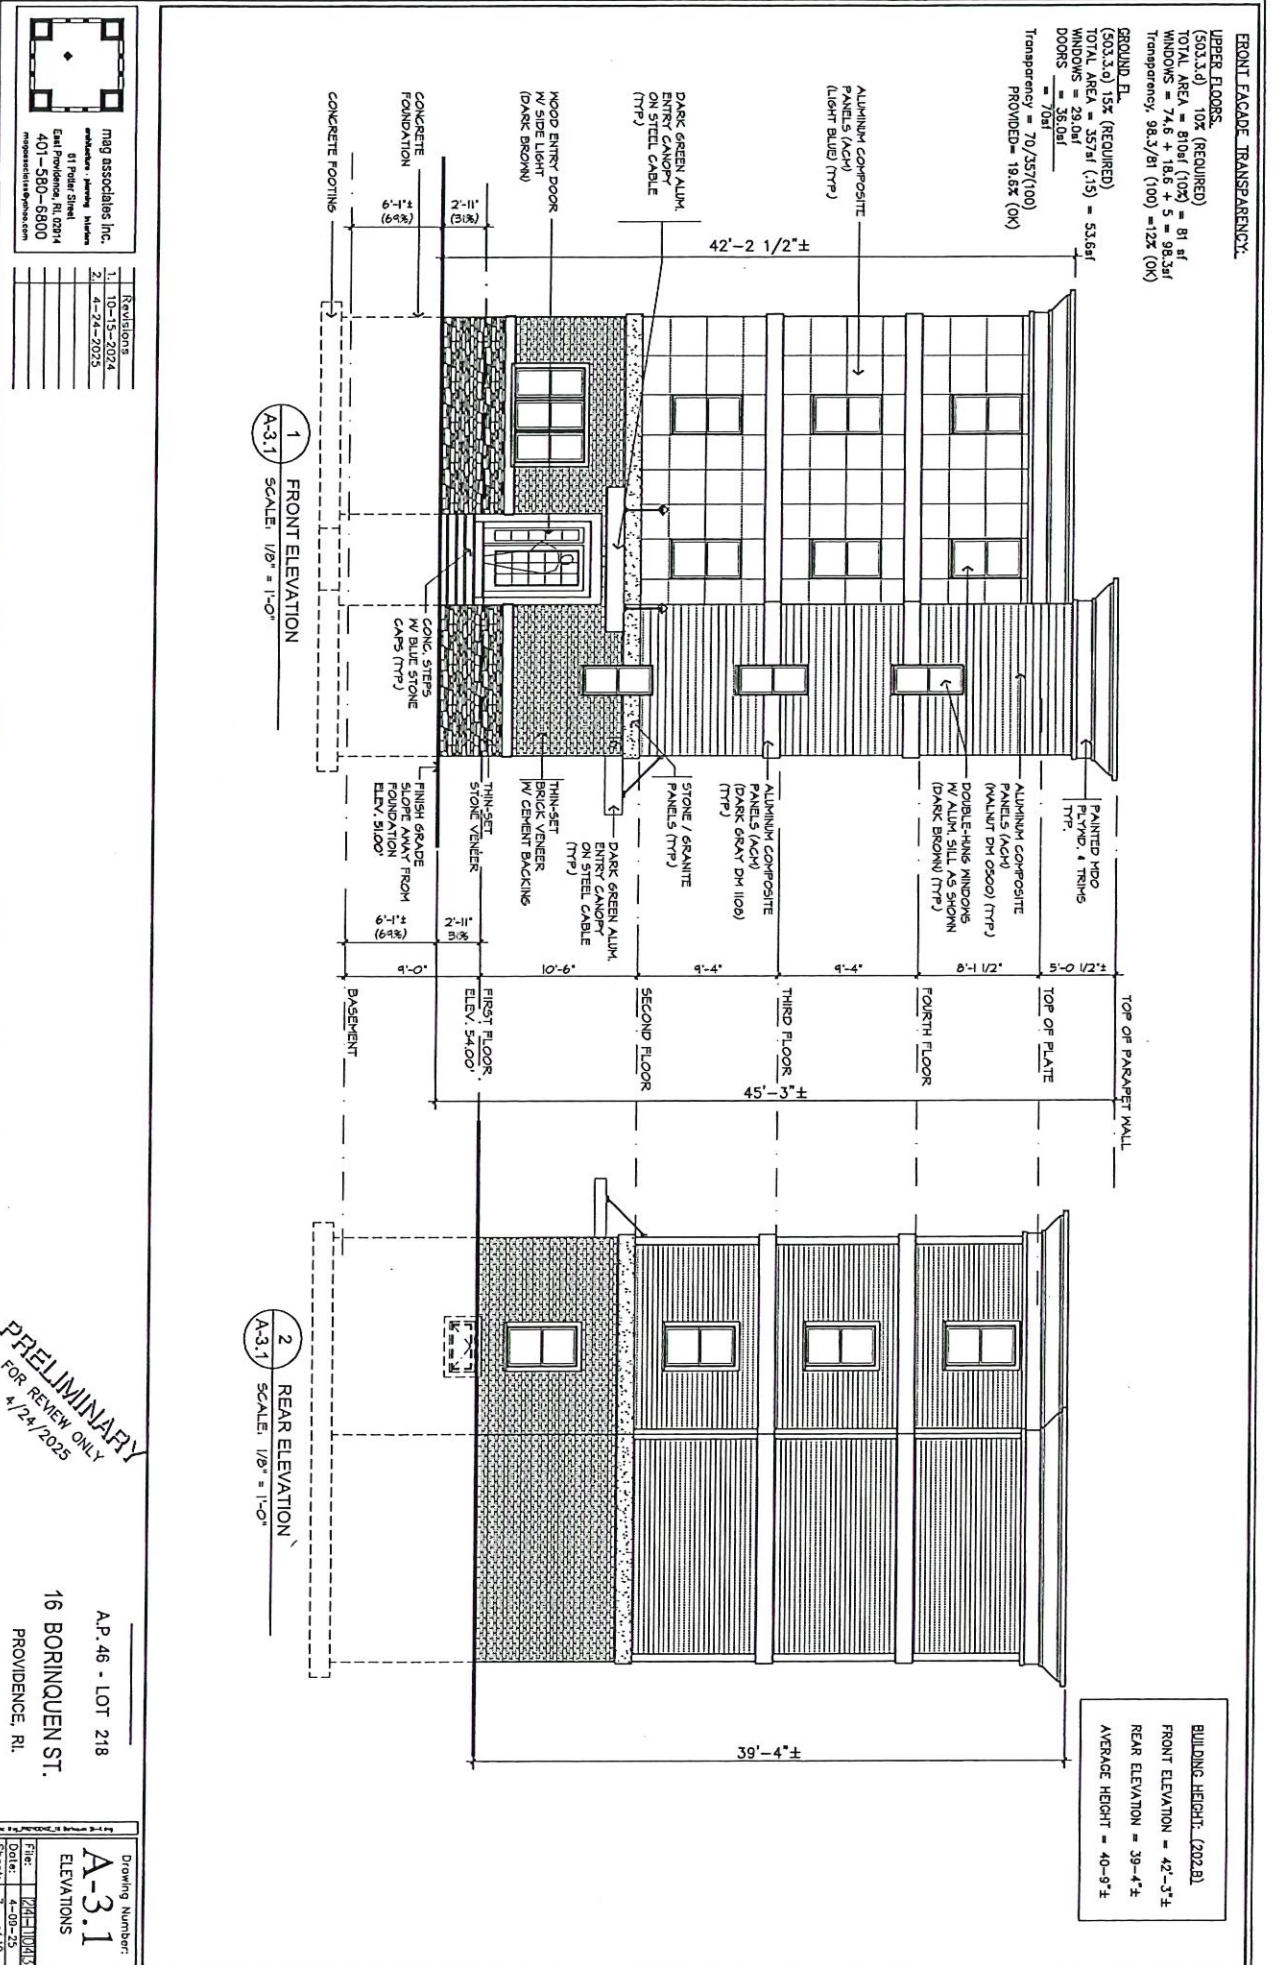 FRONT FACADE TRANSPARENCY:
UPPER FLOORS:
(503.3.d) 10% (REQUIRED)
TOTAL AREA = 810sf (10%) = 81 sf
WINDOWS = 74.6 + 18.6 + 5 = 98.3sf
Transparency, 98.3/81 (100) =12% (OK)
GROUND FL.
(503.3.a) 15% (REQUIRED)
TOTAL AREA = 357sf (.15) = 53.6sf
WINDOWS = 29.0sf
DOORS = 36.0sf
= 70sf
Transparency = 70/357(100)
PROVIDED= 19.6% (OK)
ALUMINUM COMPOSITE
PANELS (ACM)
(LIGHT BLUE) (TYP.)
DARK GREEN ALUM.
ENTRY CANOPY
ON STEEL CABLE
(TYP.)
WOOD ENTRY DOOR
W/ SIDE LIGHT
(DARK BROWN)
CONCRETE
FOUNDATION
CONCRETE FOOTING
42'-2 1/2"±
2'-11"
(31%)
6'-1"±
(69%)
PAINTED MDO
PLYWD. & TRIMS
TYP.
ALUMINUM COMPOSITE
PANELS (ACM)
(WALNUT DM 0500) (TYP.)
DOUBLE-HUNG WINDOWS
W/ ALUM. SILL AS SHOWN
(DARK BROWN) (TYP.)
ALUMINUM COMPOSITE
PANELS (ACM)
(DARK GRAY DM 1108)
(TYP.)
STONE / GRANITE
PANELS (TYP.)
DARK GREEN ALUM.
ENTRY CANOPY
ON STEEL CABLE
(TYP.)
THIN-SET
BRICK VENEER
W/ CEMENT BACKING
THIN-SET
STONE VENEER
FINISH GRADE
SLOPE AWAY FROM
FOUNDATION
ELEV. 51.00'
CONC. STEPS
W/ BLUE STONE
CAPS (TYP.)
2'-11"
31%
6'-1"±
(69%)
5'-0 1/2"±
8'-1 1/2"
9'-4"
9'-4"
10'-6"
9'-0"
TOP OF PARAPET WALL
TOP OF PLATE
FOURTH FLOOR
THIRD FLOOR
SECOND FLOOR
FIRST FLOOR
ELEV. 54.00'
BASEMENT
45'-3"±
39'-4"±
1
A-3.1
FRONT ELEVATION
SCALE: 1/8" = 1'-0"
2
A-3.1
REAR ELEVATION
SCALE: 1/8" = 1'-0"
BUILDING HEIGHT: (202.B)
FRONT ELEVATION = 42'-3"±
REAR ELEVATION = 39'-4"±
AVERAGE HEIGHT = 40-9"±
mag associates inc.
architecture - planning - interiors
61 Potter Street
East Providence, RI. 02914
401-580-6800
magassociates@yahoo.com
Revisions
1. 10-15-2024
2. 4-24-2025
PRELIMINARY
FOR REVIEW ONLY
4/24/2025
A.P. 46 - LOT 218
16 BORINQUEN ST.
PROVIDENCE, RI.
Drawing Number:
A-3.1
ELEVATIONS
File:
Date: 4-09-25